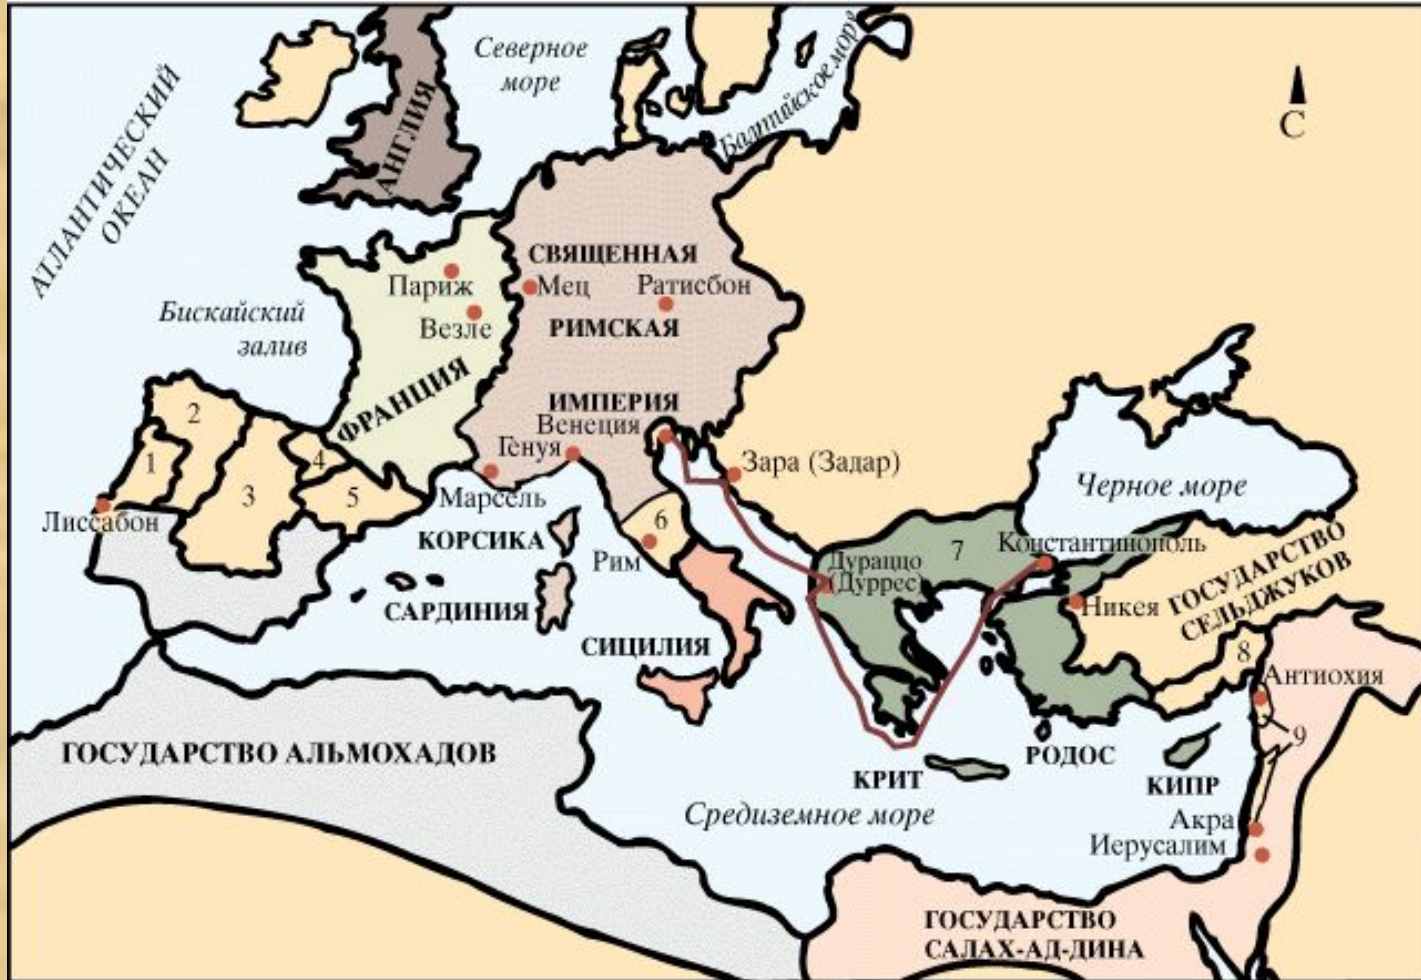 АТЛАНТИЧЕСКИЙ
ОКЕАН
Северное
море
Балтийское море
С
АНГЛИЯ
СВЯЩЕННАЯ
Париж
Мец
Ратисбон
Везле
РИМСКАЯ
Бискайский
залив
ФРАНЦИЯ
ИМПЕРИЯ
Венеция
Генуя
Зара (Задар)
Марсель
1
2
3
4
5
Лиссабон
КОРСИКА
6
Рим
САРДИНИЯ
СИЦИЛИЯ
Черное море
7
Константинополь
Дураццо
(Дуррес)
Никея
ГОСУДАРСТВО
СЕЛЬДЖУКОВ
8
Антиохия
9
РОДОС
КРИТ
КИПР
ГОСУДАРСТВО АЛЬМОХАДОВ
Средиземное море
Акра
Иерусалим
ГОСУДАРСТВО
САЛАХ-АД-ДИНА